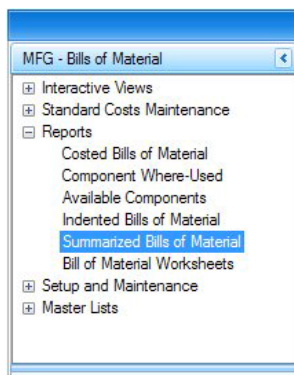 MFG - Bills of Material
Interactive Views
Standard Costs Maintenance
Reports
Costed Bills of Material
Component Where-Used
Available Components
Indented Bills of Material
Summarized Bills of Material
Bill of Material Worksheets
Setup and Maintenance
Master Lists